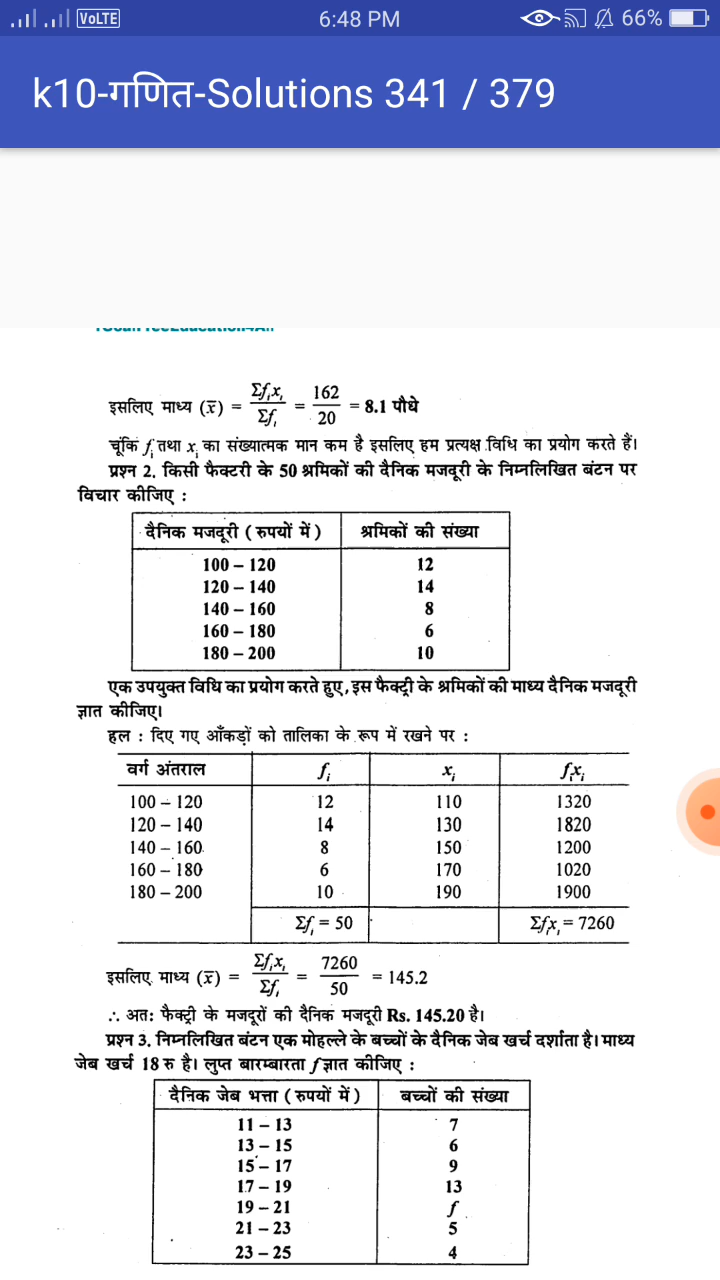 VoLTE 6:48 PM 66%
k10-गणित-Solutions 341 / 379
इसलिए माध्य (x̅) = Σfᵢxᵢ / Σfᵢ = 162 / 20 = 8.1 पौधे
चूंकि fᵢ तथा xᵢ का संख्यात्मक मान कम है इसलिए हम प्रत्यक्ष विधि का प्रयोग करते हैं।
प्रश्न 2. किसी फैक्टरी के 50 श्रमिकों की दैनिक मजदूरी के निम्नलिखित बंटन पर
विचार कीजिए :
दैनिक मजदूरी ( रुपयों में ) श्रमिकों की संख्या
100 – 120 12
120 – 140 14
140 – 160 8
160 – 180 6
180 – 200 10
एक उपयुक्त विधि का प्रयोग करते हुए, इस फैक्ट्री के श्रमिकों की माध्य दैनिक मजदूरी
ज्ञात कीजिए।
हल : दिए गए आँकड़ों को तालिका के रूप में रखने पर :
वर्ग अंतराल fᵢ xᵢ fᵢxᵢ
100 – 120 12 110 1320
120 – 140 14 130 1820
140 – 160 8 150 1200
160 – 180 6 170 1020
180 – 200 10 190 1900
Σfᵢ = 50 Σfᵢxᵢ = 7260
इसलिए माध्य (x̅) = Σfᵢxᵢ / Σfᵢ = 7260 / 50 = 145.2
∴ अतः फैक्ट्री के मजदूरों की दैनिक मजदूरी Rs. 145.20 है।
प्रश्न 3. निम्नलिखित बंटन एक मोहल्ले के बच्चों के दैनिक जेब खर्च दर्शाता है। माध्य
जेब खर्च 18 रु है। लुप्त बारम्बारता f ज्ञात कीजिए :
दैनिक जेब भत्ता ( रुपयों में ) बच्चों की संख्या
11 – 13 7
13 – 15 6
15 – 17 9
17 – 19 13
19 – 21 f
21 – 23 5
23 – 25 4